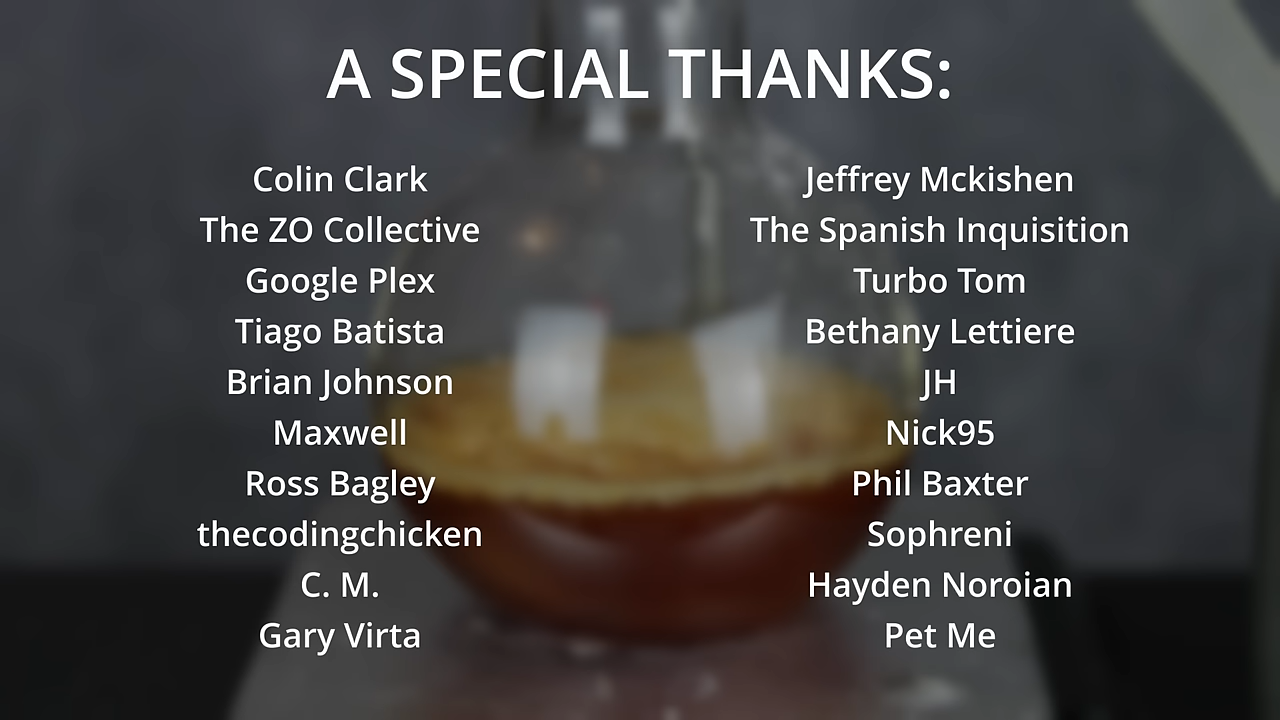 A SPECIAL THANKS:
Colin Clark
The ZO Collective
Google Plex
Tiago Batista
Brian Johnson
Maxwell
Ross Bagley
thecodingchicken
C. M.
Gary Virta
Jeffrey Mckishen
The Spanish Inquisition
Turbo Tom
Bethany Lettiere
JH
Nick95
Phil Baxter
Sophreni
Hayden Noroian
Pet Me